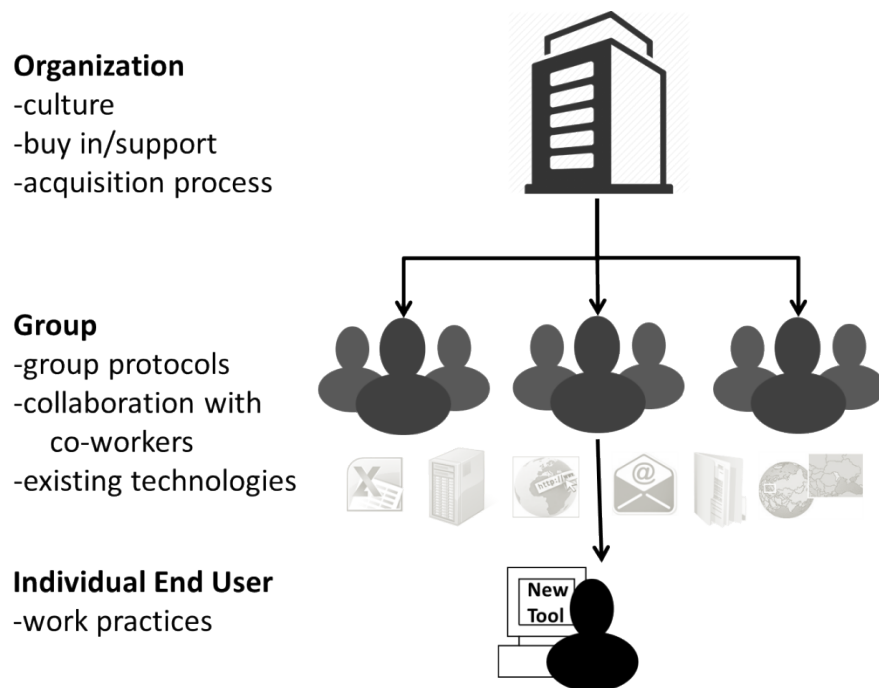 Organization
-culture
-buy in/support
-acquisition process
Group
-group protocols
-collaboration with
co-workers
-existing technologies
X
http://
@
Individual End User
-work practices
New
Tool